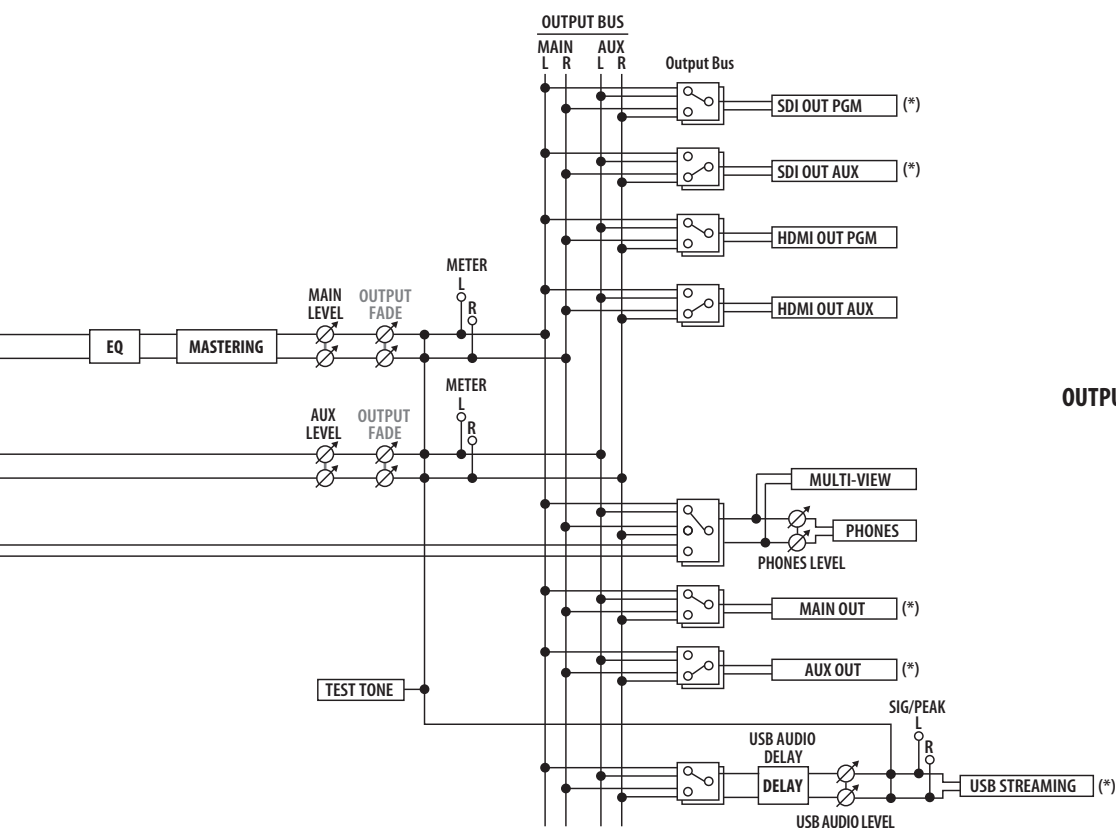 OUTPUT BUS
MAIN AUX
L R L R
Output Bus
SDI OUT PGM (*)
SDI OUT AUX (*)
HDMI OUT PGM
HDMI OUT AUX
METER
L
R
MAIN LEVEL
OUTPUT FADE
EQ
MASTERING
METER
L
R
AUX LEVEL
OUTPUT FADE
OUTPU
MULTI-VIEW
PHONES
PHONES LEVEL
MAIN OUT (*)
AUX OUT (*)
TEST TONE
SIG/PEAK
L
R
USB AUDIO DELAY
DELAY
USB STREAMING (*)
USB AUDIO LEVEL